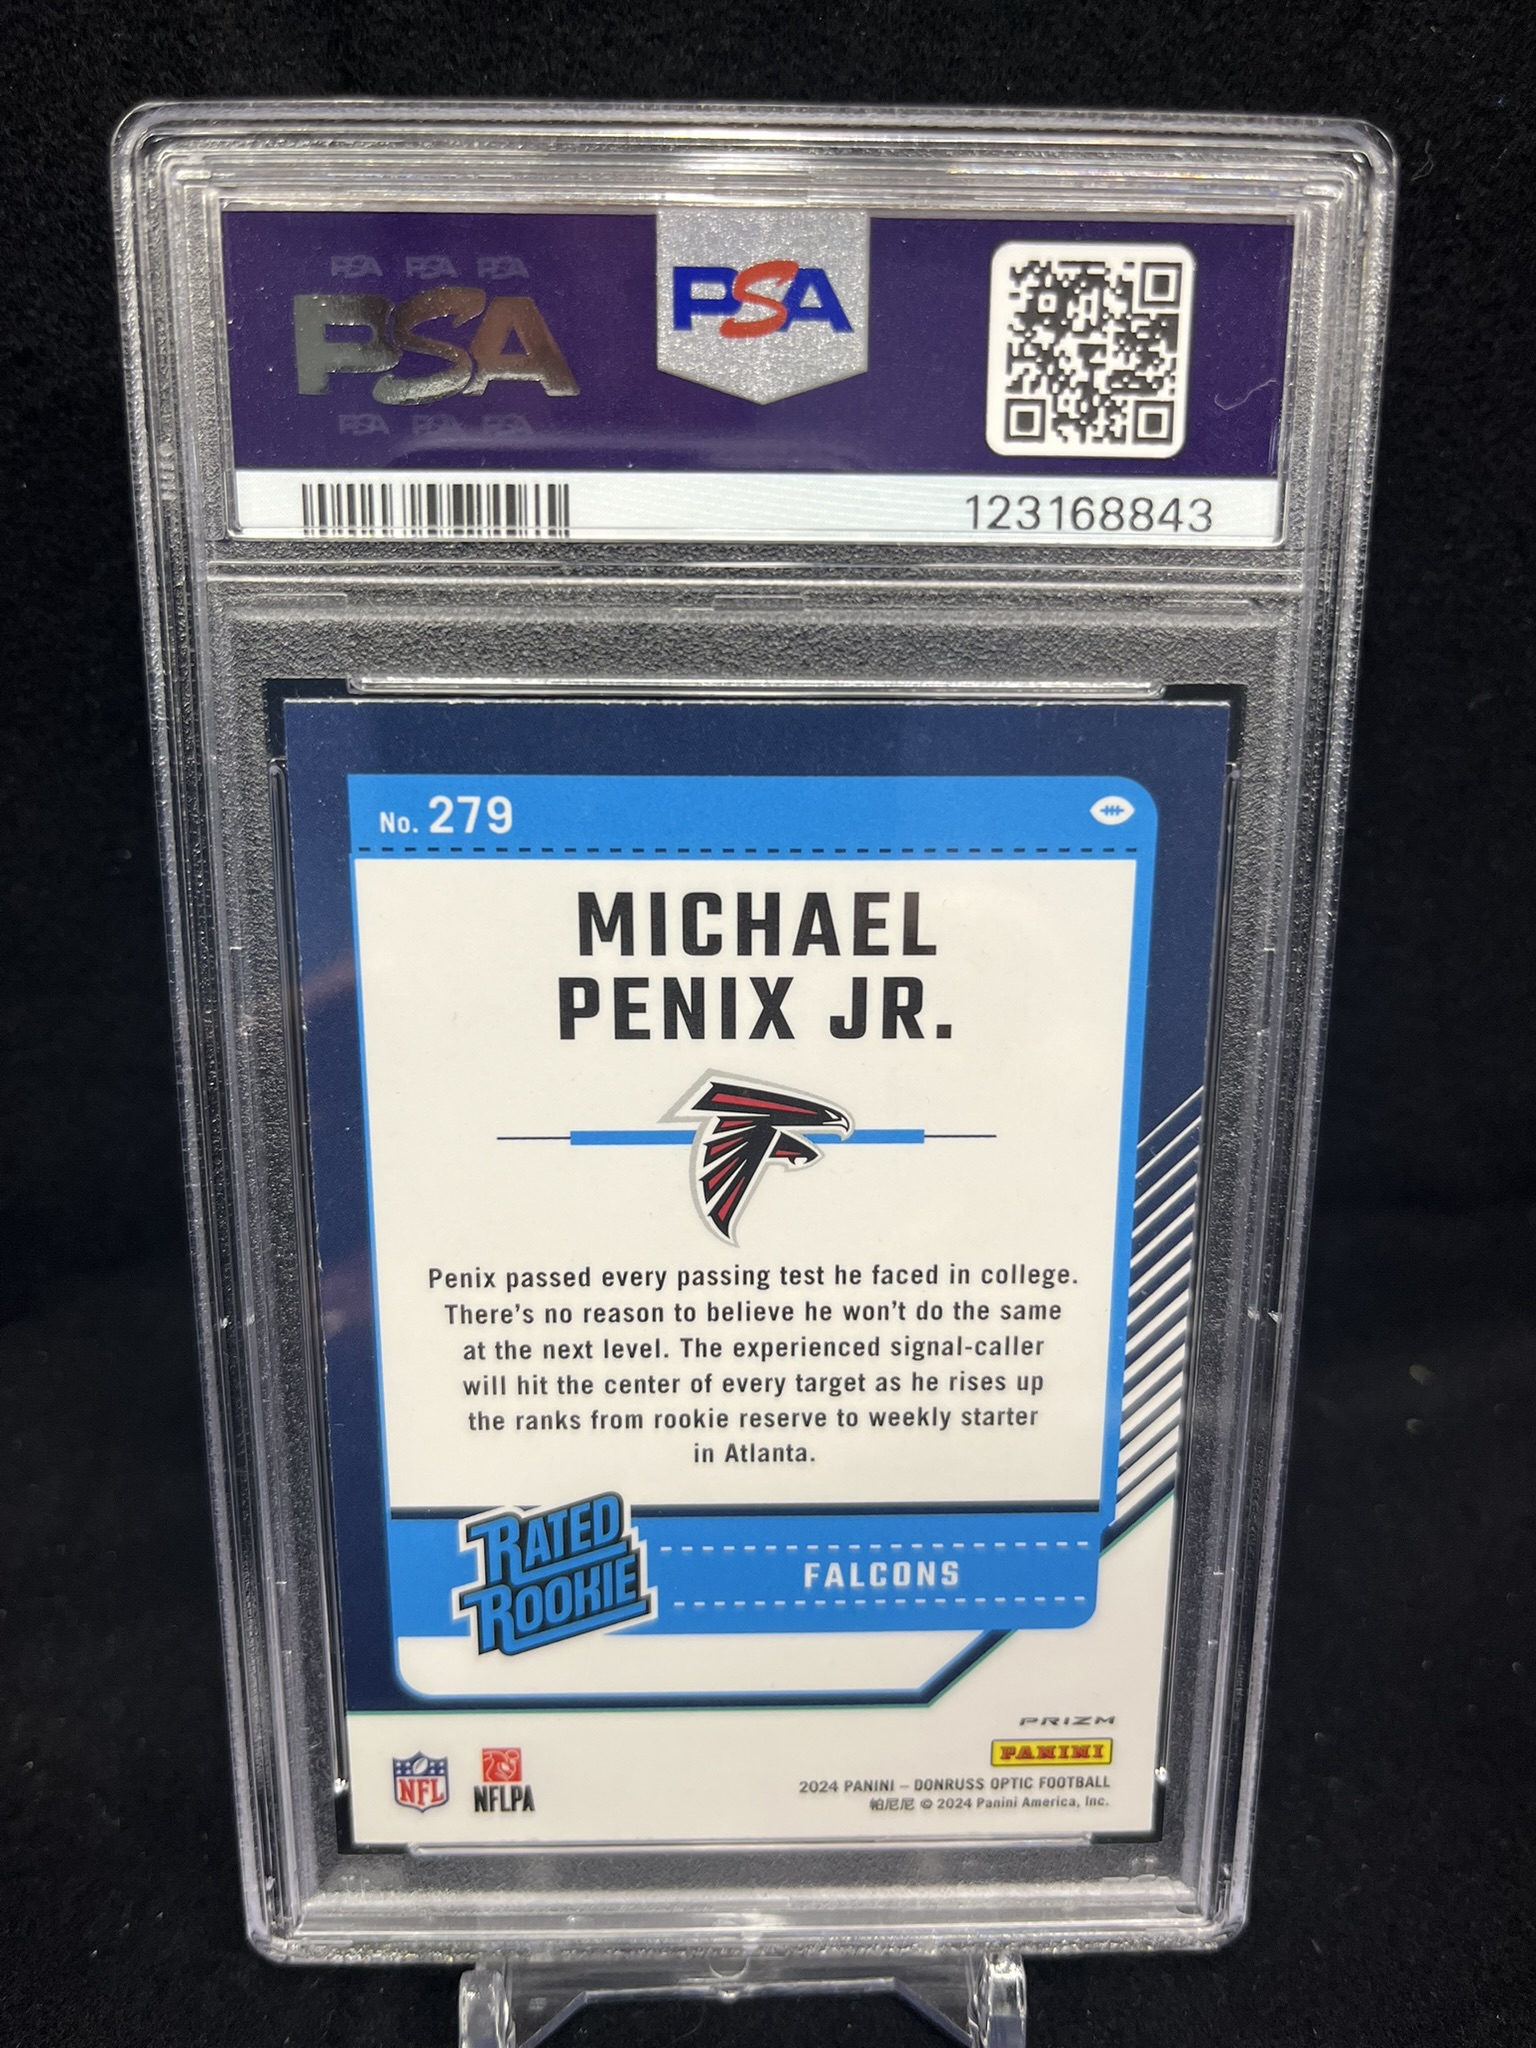 PSA PSA PSA
PSA
PSA PSA PSA
PSA
123168843
No. 279
MICHAEL
PENIX JR.
Penix passed every passing test he faced in college.
There's no reason to believe he won't do the same
at the next level. The experienced signal-caller
will hit the center of every target as he rises up
the ranks from rookie reserve to weekly starter
in Atlanta.
RATED
ROOKIE
FALCONS
PRIZM
PANINI
NFL
NFLPA
2024 PANINI – DONRUSS OPTIC FOOTBALL
帕尼尼 © 2024 Panini America, Inc.